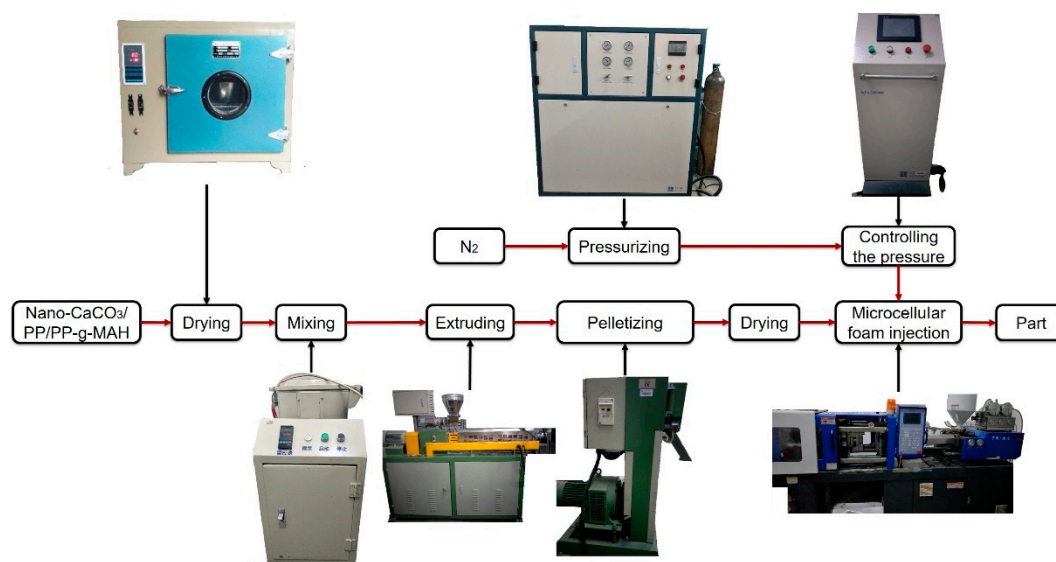 N₂
Pressurizing
Controlling
the pressure
Nano-CaCO₃/
PP/PP-g-MAH
Drying
Mixing
Extruding
Pelletizing
Drying
Microcellular
foam injection
Part